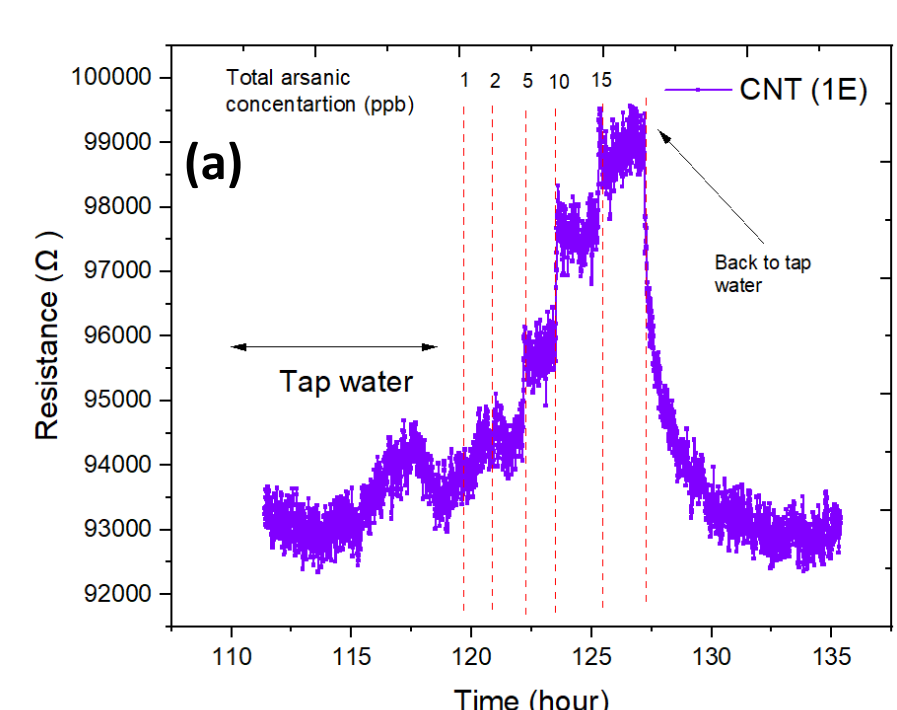 Total arsanic
concentartion (ppb)
1 2 5 10 15
CNT (1E)
(a)
Back to tap
water
Tap water
Resistance (Ω )
100000
99000
98000
97000
96000
95000
94000
93000
92000
110 115 120 125 130 135
Time (hour)